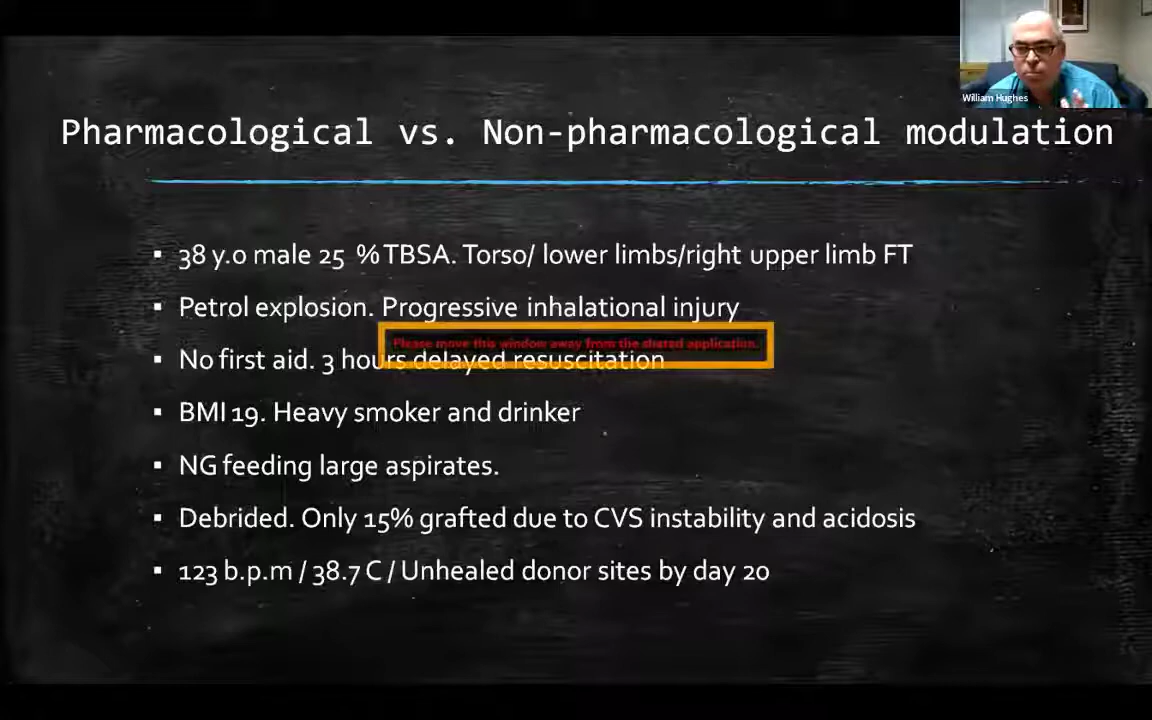 William Hughes
Pharmacological vs. Non-pharmacological modulation
▪ 38 y.o male 25 % TBSA. Torso/ lower limbs/right upper limb FT
▪ Petrol explosion. Progressive inhalational injury
Please move this window away from the shared application.
▪ No first aid. 3 hours delayed resuscitation
▪ BMI 19. Heavy smoker and drinker
▪ NG feeding large aspirates.
▪ Debrided. Only 15% grafted due to CVS instability and acidosis
▪ 123 b.p.m / 38.7 C / Unhealed donor sites by day 20